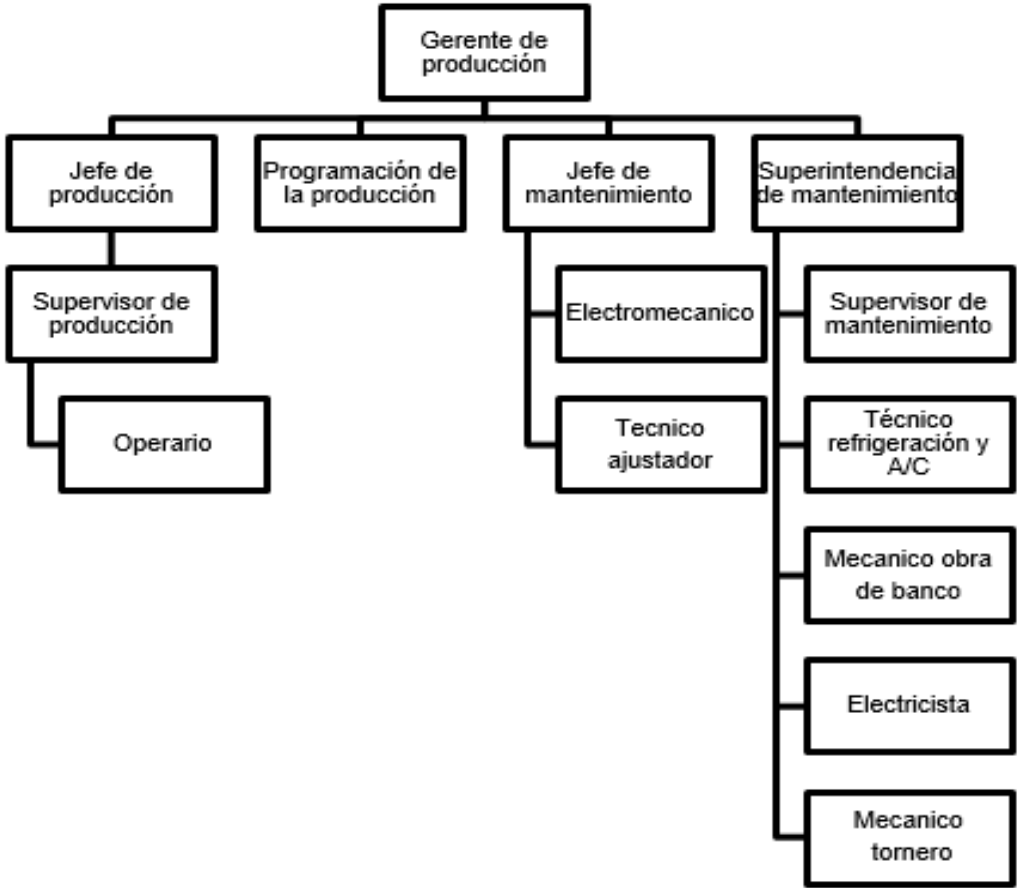 Gerente de
producción
Jefe de
producción
Programación de
la producción
Jefe de
mantenimiento
Superintendencia
de mantenimiento
Supervisor de
producción
Electromecanico
Supervisor de
mantenimiento
Operario
Tecnico
ajustador
Técnico
refrigeración y
A/C
Mecanico obra
de banco
Electricista
Mecanico
tornero